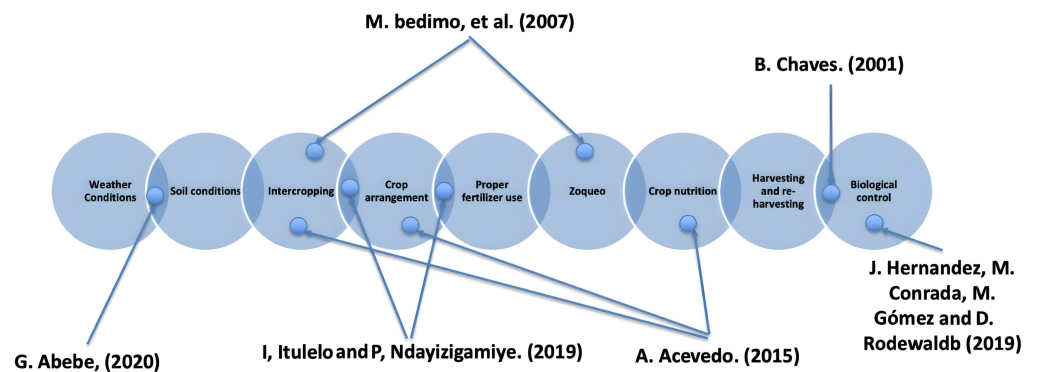 M. bedimo, et al. (2007)
B. Chaves. (2001)
Weather
Conditions
Soil conditions
Intercropping
Crop
arrangement
Proper
fertilizer use
Zoqueo
Crop nutrition
Harvesting
and re-
harvesting
Biological
control
G. Abebe, (2020)
I, Itulelo and P, Ndayizigamiye. (2019)
A. Acevedo. (2015)
J. Hernandez, M.
Conrada, M.
Gómez and D.
Rodewaldb (2019)